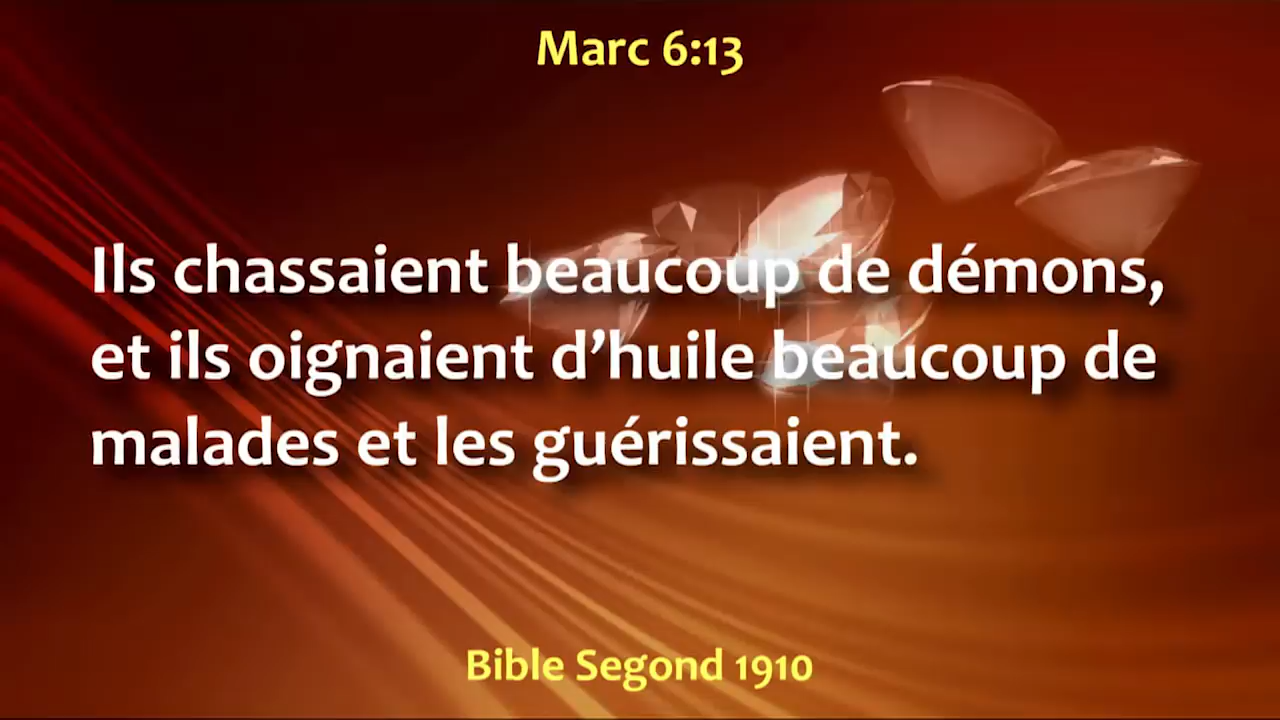 Marc 6:13
Ils chassaient beaucoup de démons,
et ils oignaient d’huile beaucoup de
malades et les guérissaient.
Bible Segond 1910